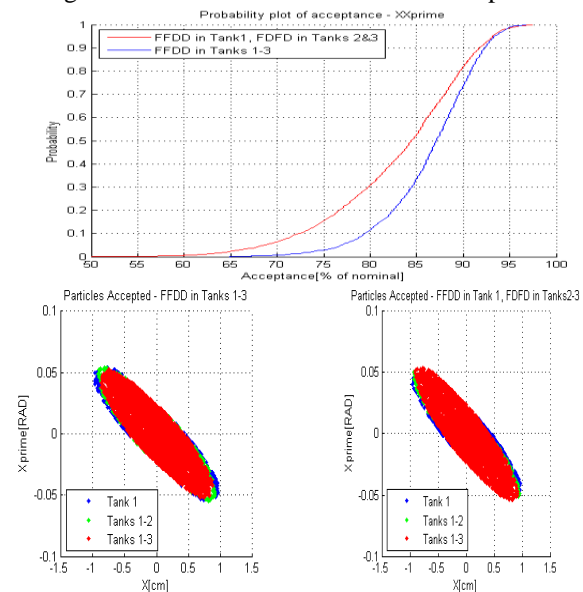 Probability plot of acceptance - XXprime
FFDD in Tank1, FDFD in Tanks 2&3
FFDD in Tanks 1-3
Probability
1
0.9
0.8
0.7
0.6
0.5
0.4
0.3
0.2
0.1
0
50 55 60 65 70 75 80 85 90 95 100
Acceptance[% of nominal]
Particles Accepted - FFDD in Tanks 1-3
X prime[RAD]
0.1
0.05
0
-0.05
-0.1
Tank 1
Tanks 1-2
Tanks 1-3
-1.5 -1 -0.5 0 0.5 1 1.5
X[cm]
Particles Accepted - FFDD in Tank 1, FDFD in Tanks2-3
X prime[RAD]
0.1
0.05
0
-0.05
-0.1
Tank 1
Tanks 1-2
Tanks 1-3
-1.5 -1 -0.5 0 0.5 1 1.5
X[cm]